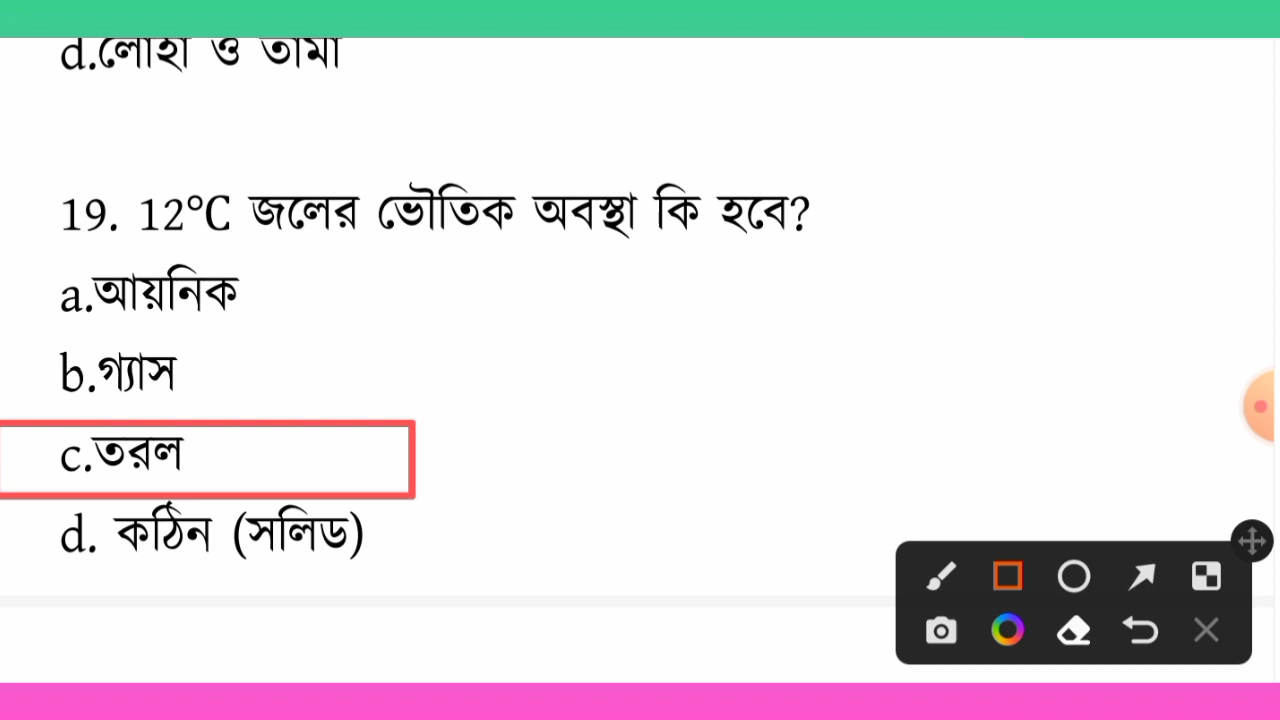 d.লোহা ও তামা
19. 12°C জলের ভৌতিক অবস্থা কি হবে?
a.আয়নিক
b.গ্যাস
c.তরল
d. কঠিন (সলিড)